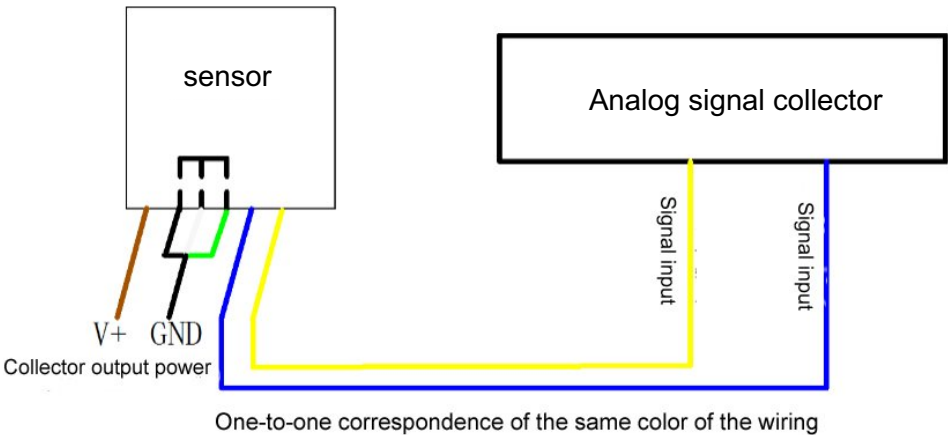 sensor
Analog signal collector
Signal input
Signal input
V+ GND
Collector output power
One-to-one correspondence of the same color of the wiring